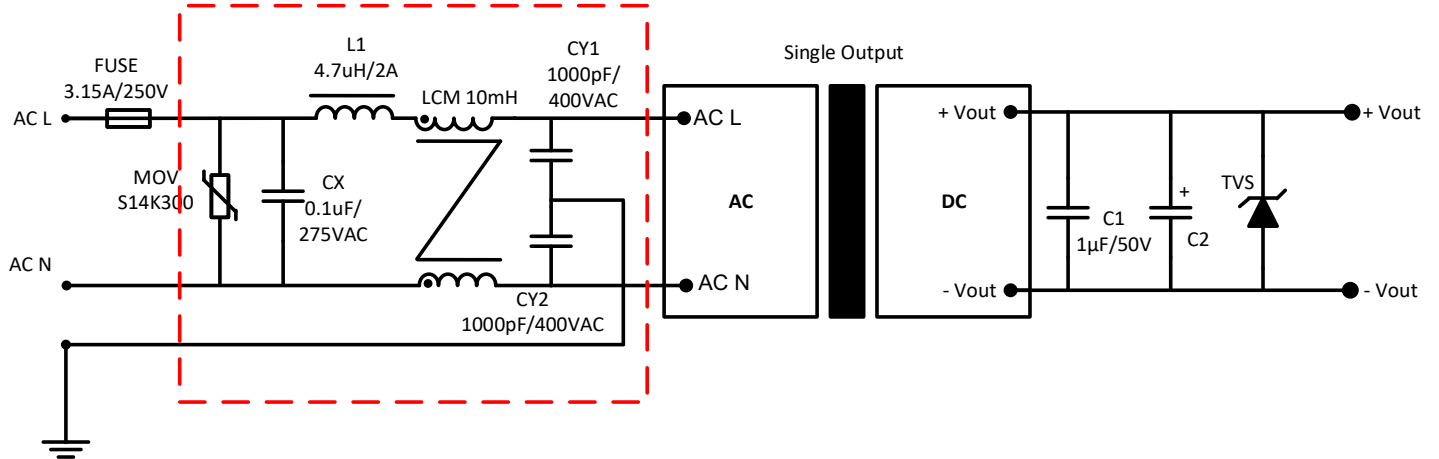 FUSE
3.15A/250V
AC L
MOV
S14K300
AC N
L1
4.7uH/2A
LCM 10mH
CX
0.1uF/
275VAC
CY1
1000pF/
400VAC
CY2
1000pF/400VAC
Single Output
AC L
AC
AC N
+ Vout
DC
- Vout
C1
1µF/50V
+
C2
TVS
+ Vout
- Vout